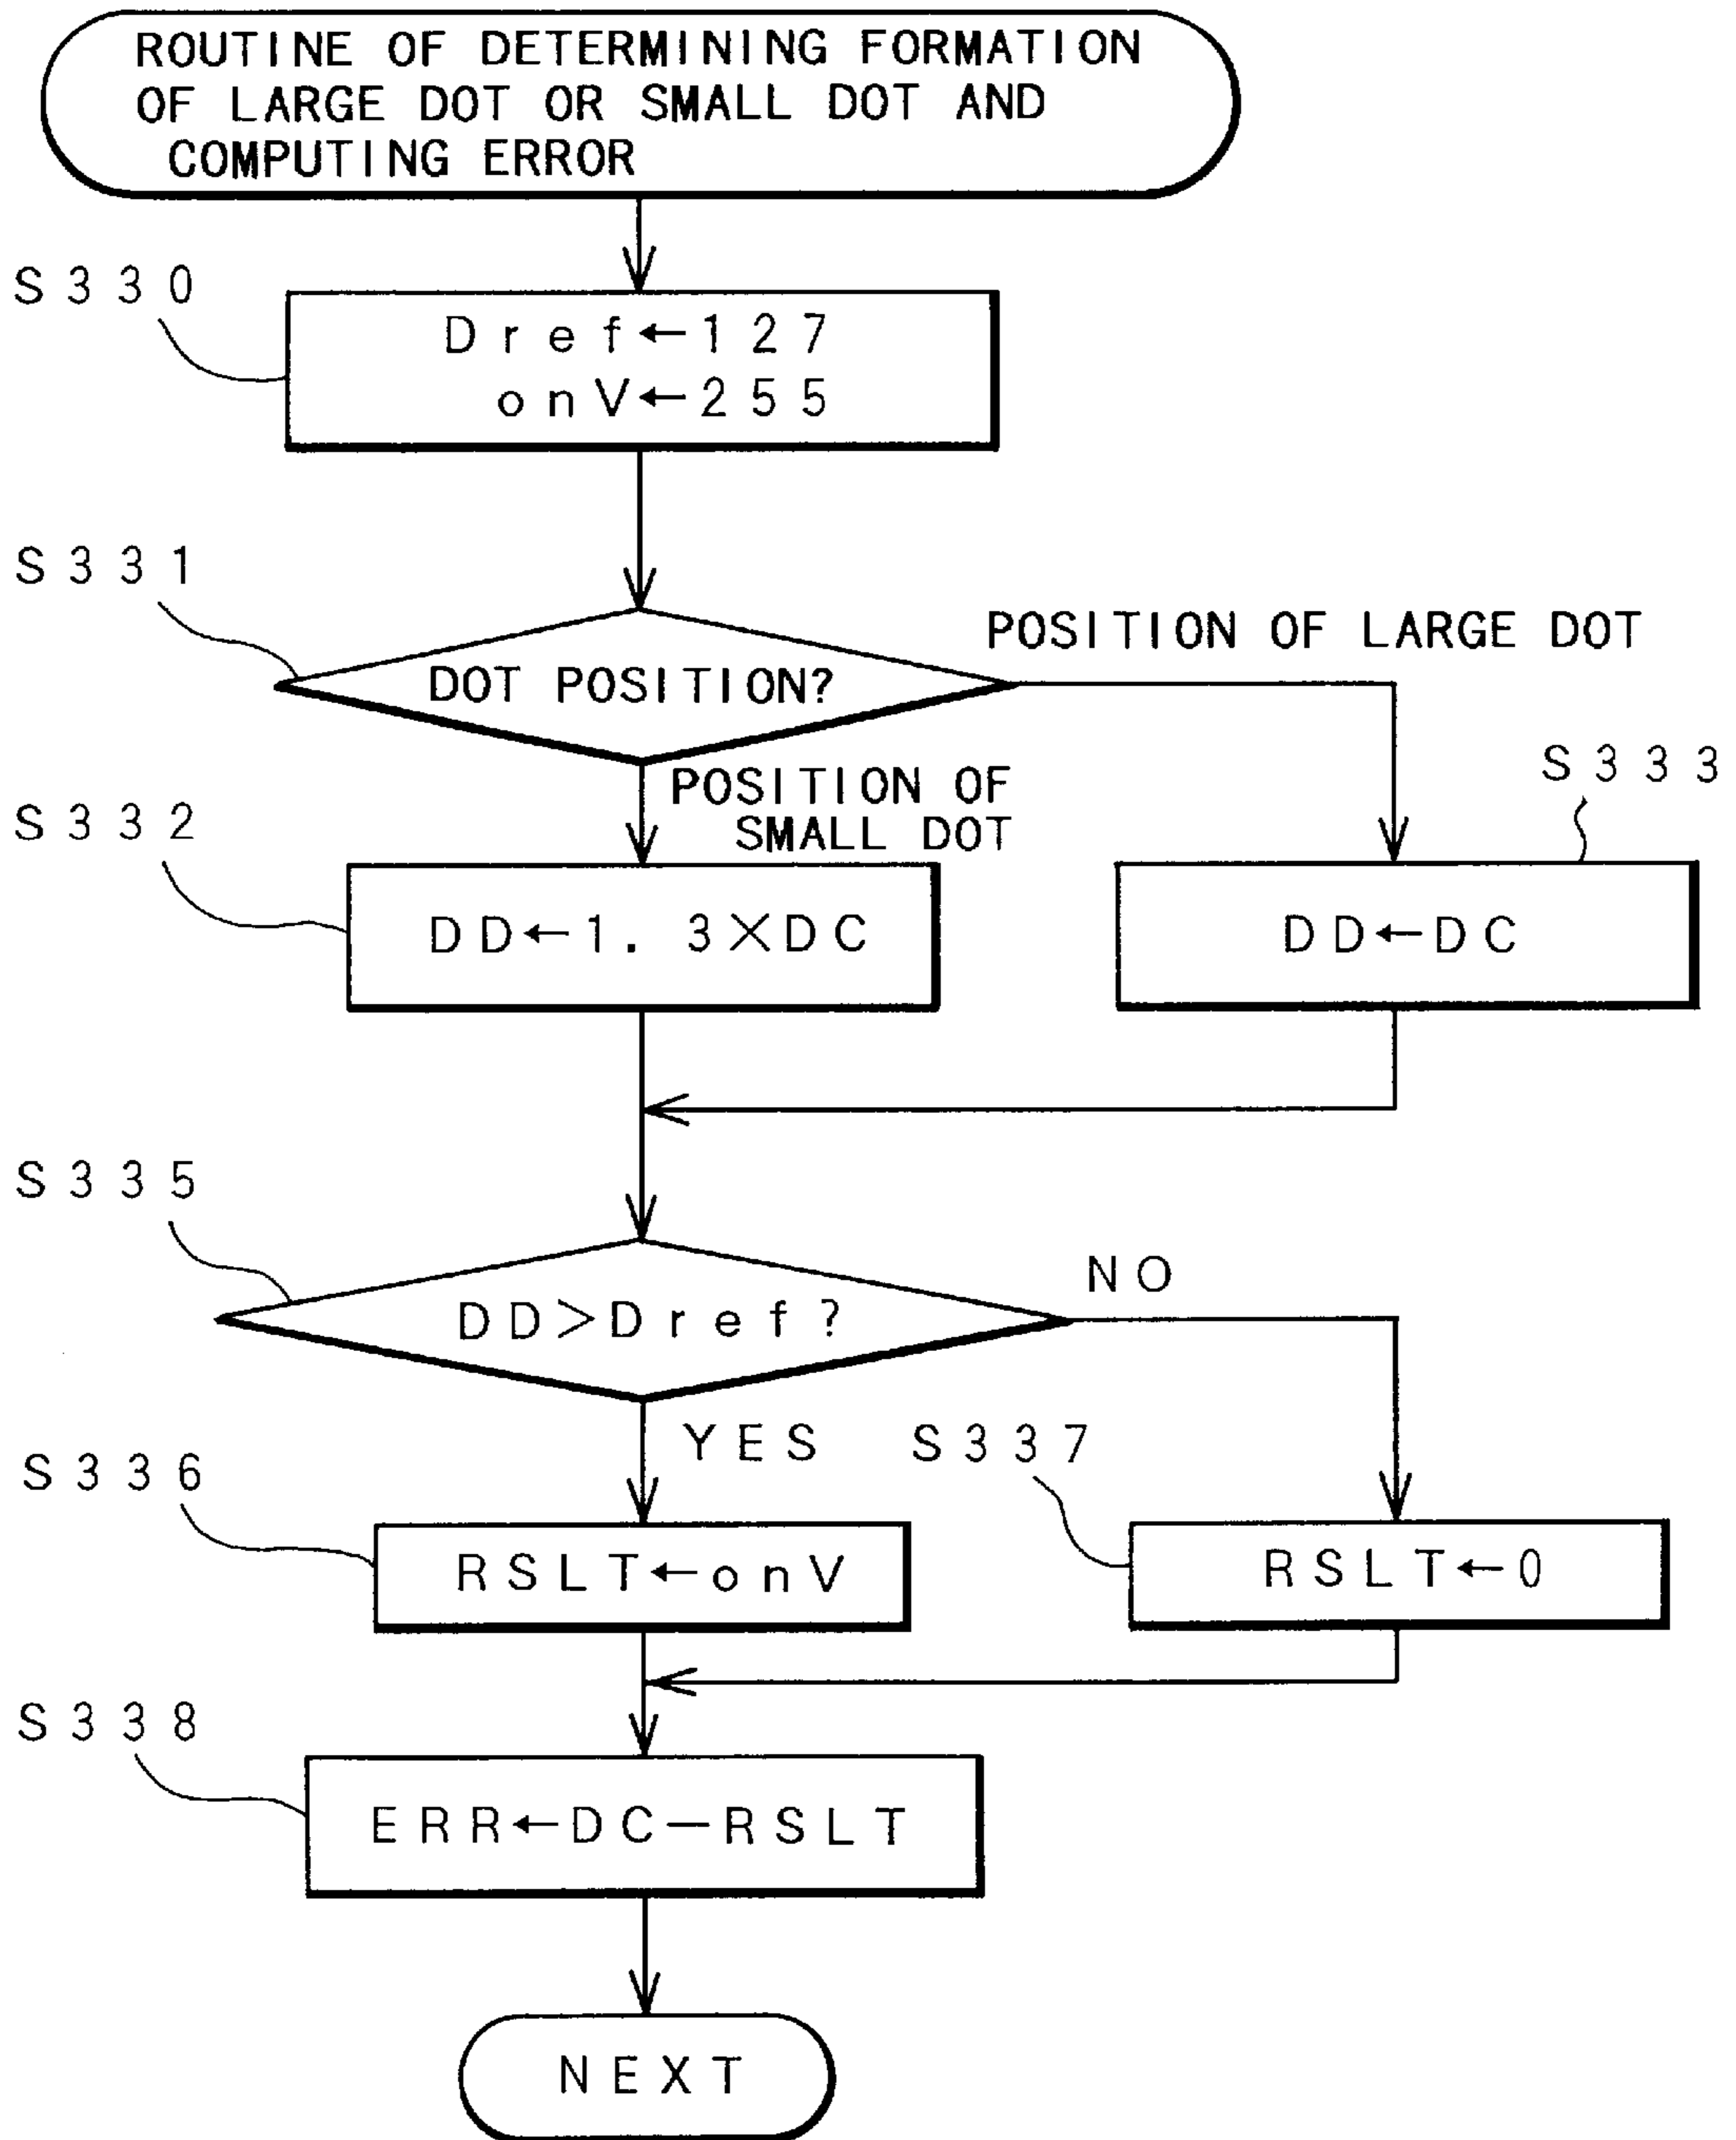 ROUTINE OF DETERMINING FORMATION
OF LARGE DOT OR SMALL DOT AND
COMPUTING ERROR
S330
Dref←127
onV←255
S331
POSITION OF LARGE DOT
DOT POSITION?
POSITION OF
SMALL DOT
S333
S332
DD←1.3×DC
DD←DC
S335
NO
DD>Dref?
YES
S337
S336
RSLT←onV
RSLT←0
S338
ERR←DC−RSLT
NEXT